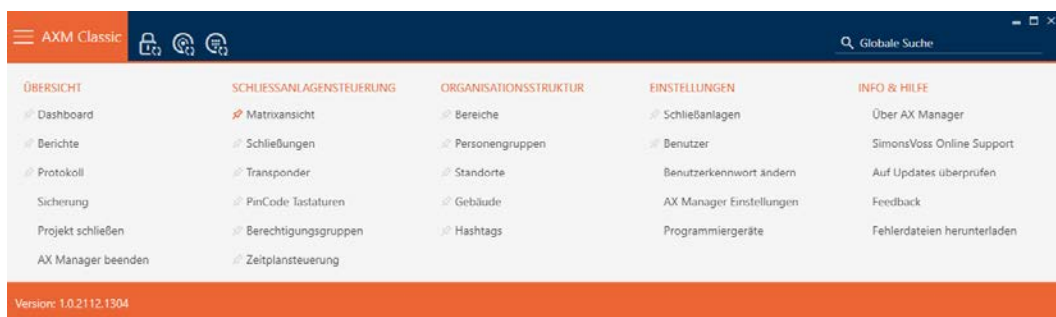 AXM Classic
Globale Suche
ÜBERSICHT
Dashboard
Berichte
Protokoll
Sicherung
Projekt schließen
AX Manager beenden
SCHLIESSANLAGENSTEUERUNG
Matrixansicht
Schließungen
Transponder
PinCode Tastaturen
Berechtigungsgruppen
Zeitplansteuerung
ORGANISATIONSSTRUKTUR
Bereiche
Personengruppen
Standorte
Gebäude
Hashtags
EINSTELLUNGEN
Schließanlagen
Benutzer
Benutzerkennwort ändern
AX Manager Einstellungen
Programmiergeräte
INFO & HILFE
Über AX Manager
SimonsVoss Online Support
Auf Updates überprüfen
Feedback
Fehlerdateien herunterladen
Version: 1.0.2112.1304